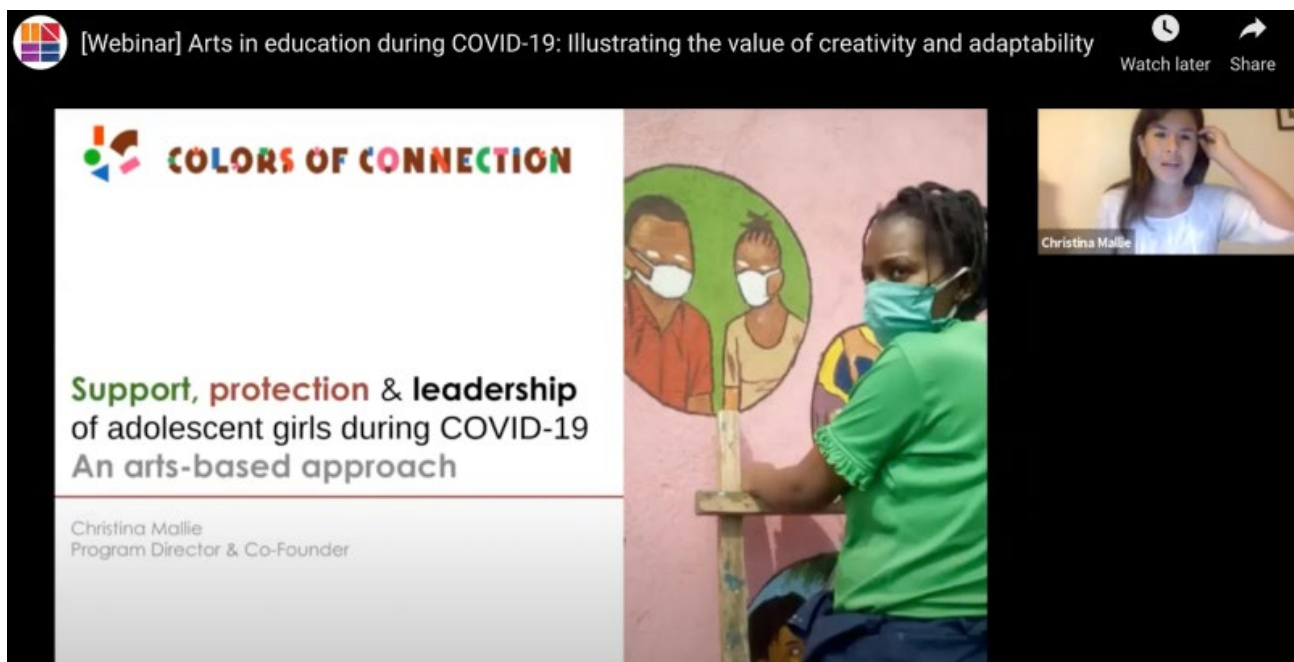 [Webinar] Arts in education during COVID-19: Illustrating the value of creativity and adaptability
Watch later
Share
COLORS OF CONNECTION
Support, protection & leadership
of adolescent girls during COVID-19
An arts-based approach
Christina Mallie
Program Director & Co-Founder
Christina Mallie